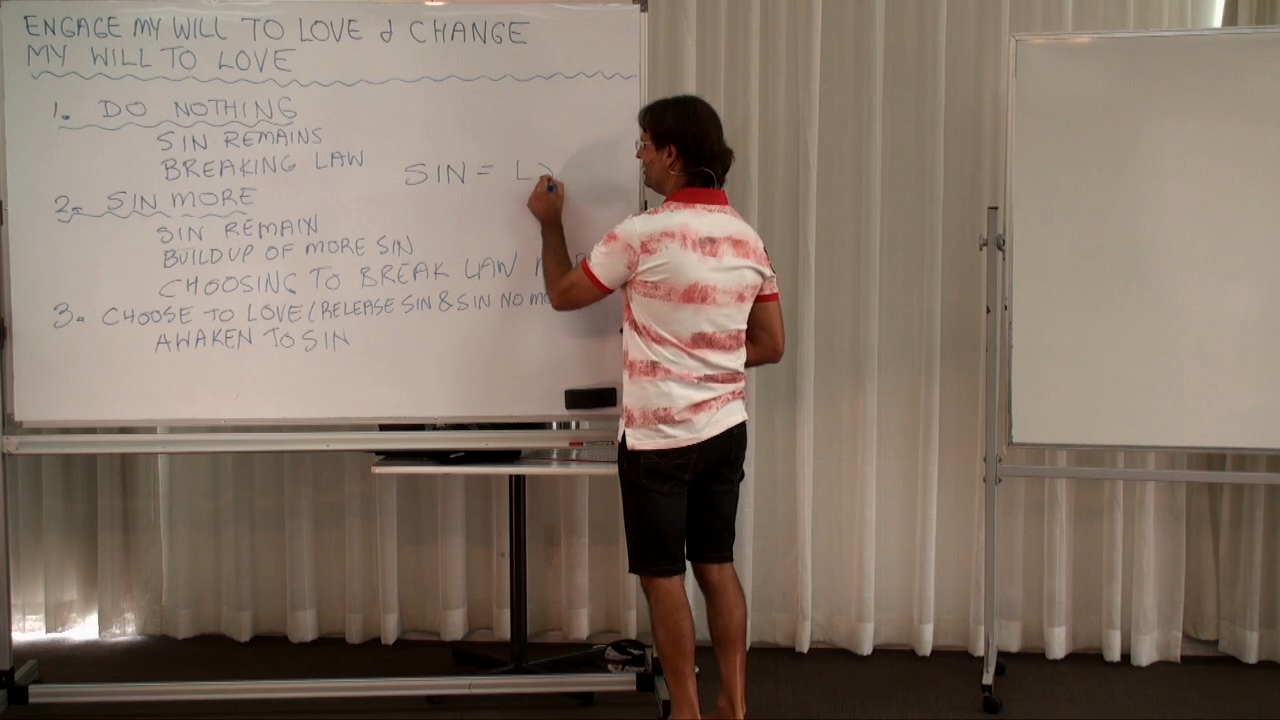 ENGAGE MY WILL TO LOVE & CHANGE
MY WILL TO LOVE
1. DO NOTHING
SIN REMAINS
BREAKING LAW
SIN = L
2. SIN MORE
SIN REMAIN
BUILDUP OF MORE SIN
CHOOSING TO BREAK LAW
3. CHOOSE TO LOVE (RELEASE SIN & SIN NO
AWAKEN TO SIN